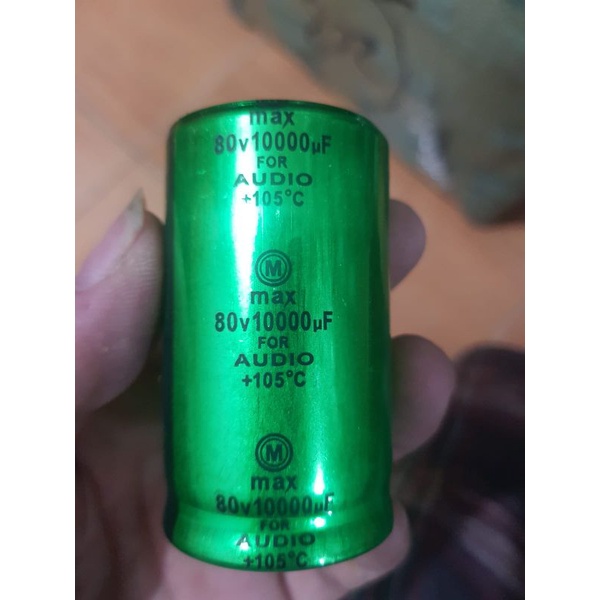 max
80v10000µF
FOR
AUDIO
+105°C
M
max
80v10000µF
FOR
AUDIO
+105°C
M
max
80v10000µF
FOR
AUDIO
+105°C